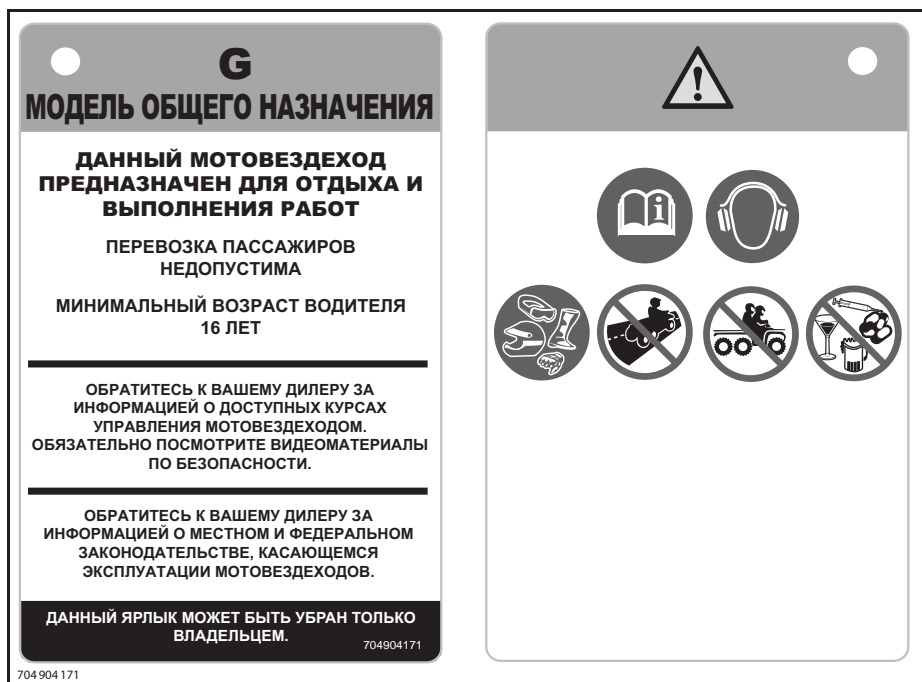 G
МОДЕЛЬ ОБЩЕГО НАЗНАЧЕНИЯ
ДАННЫЙ МОТОВЕЗДЕХОД
ПРЕДНАЗНАЧЕН ДЛЯ ОТДЫХА И
ВЫПОЛНЕНИЯ РАБОТ
ПЕРЕВОЗКА ПАССАЖИРОВ
НЕДОПУСТИМА
МИНИМАЛЬНЫЙ ВОЗРАСТ ВОДИТЕЛЯ
16 ЛЕТ
ОБРАТИТЕСЬ К ВАШЕМУ ДИЛЕРУ ЗА
ИНФОРМАЦИЕЙ О ДОСТУПНЫХ КУРСАХ
УПРАВЛЕНИЯ МОТОВЕЗДЕХОДОМ.
ОБЯЗАТЕЛЬНО ПОСМОТРИТЕ ВИДЕОМАТЕРИАЛЫ
ПО БЕЗОПАСНОСТИ.
ОБРАТИТЕСЬ К ВАШЕМУ ДИЛЕРУ ЗА
ИНФОРМАЦИЕЙ О МЕСТНОМ И ФЕДЕРАЛЬНОМ
ЗАКОНОДАТЕЛЬСТВЕ, КАСАЮЩЕМСЯ
ЭКСПЛУАТАЦИИ МОТОВЕЗДЕХОДОВ.
ДАННЫЙ ЯРЛЫК МОЖЕТ БЫТЬ УБРАН ТОЛЬКО
ВЛАДЕЛЬЦЕМ.
704904171
704 904 171